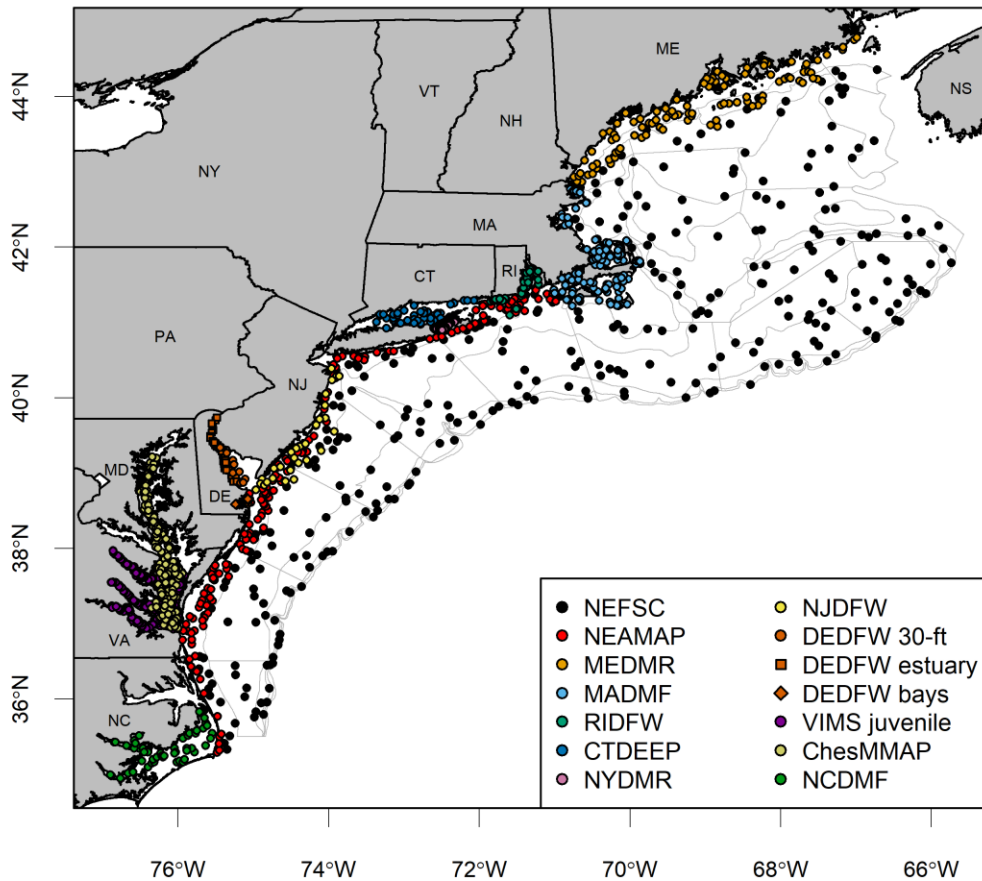 ME
NS
VT
NH
NY
MA
CT
RI
PA
NJ
MD
DE
VA
NC
44°N
42°N
40°N
38°N
36°N
NEFSC
NEAMAP
MEDMR
MADMF
RIDFW
CTDEEP
NYDMR
NJDFW
DEDFW 30-ft
DEDFW estuary
DEDFW bays
VIMS juvenile
ChesMMAP
NCDMF
76°W 74°W 72°W 70°W 68°W 66°W